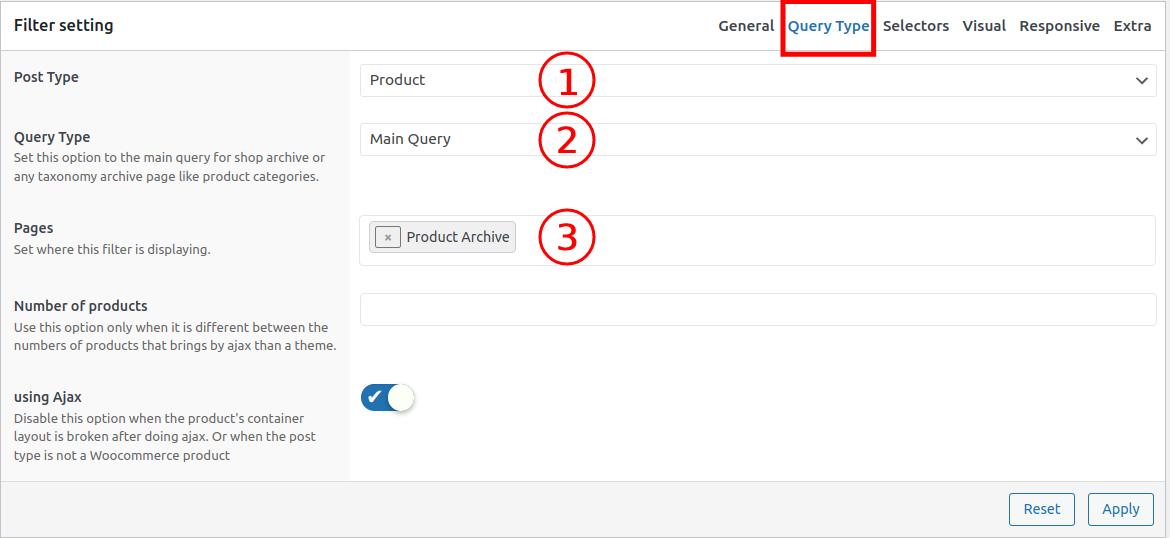 Filter setting
General Query Type Selectors Visual Responsive Extra
Post Type
Product
1
Query Type
Set this option to the main query for shop archive or
any taxonomy archive page like product categories.
Main Query
2
Pages
Set where this filter is displaying.
× Product Archive
3
Number of products
Use this option only when it is different between the
numbers of products that brings by ajax than a theme.
using Ajax
Disable this option when the product's container
layout is broken after doing ajax. Or when the post
type is not a Woocommerce product
Reset Apply